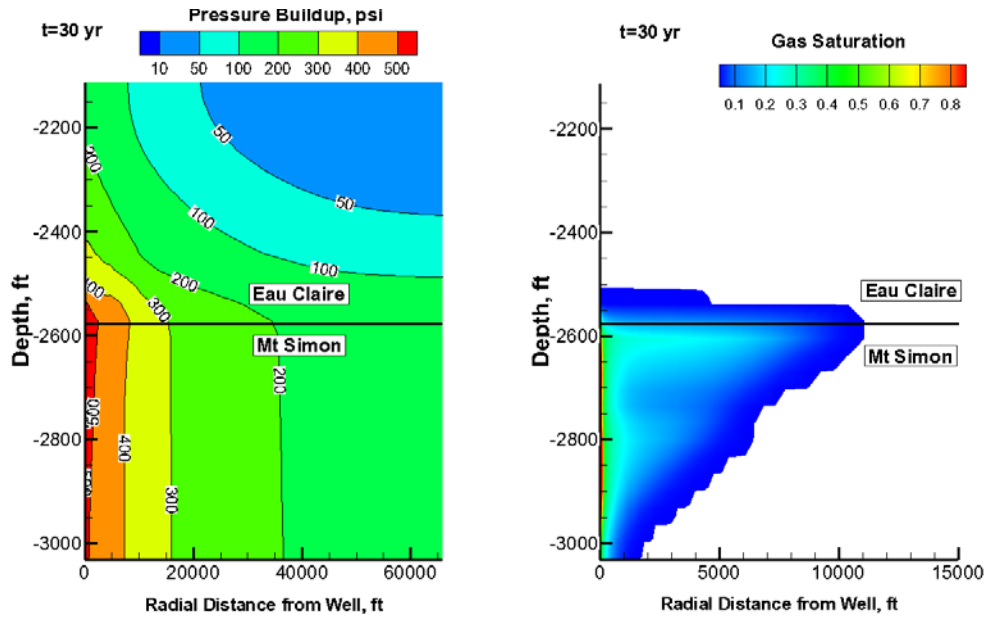 Pressure Buildup, psi
t=30 yr
10 50 100 200 300 400 500
-2200
-2400
-2600
-2800
-3000
Depth, ft
200
50
50
100
100
200
300
400
Eau Claire
Mt Simon
200
500
400
300
500
0 20000 40000 60000
Radial Distance from Well, ft
t=30 yr
Gas Saturation
0.1 0.2 0.3 0.4 0.5 0.6 0.7 0.8
-2200
-2400
-2600
-2800
-3000
Depth, ft
Eau Claire
Mt Simon
0 5000 10000 15000
Radial Distance from Well, ft